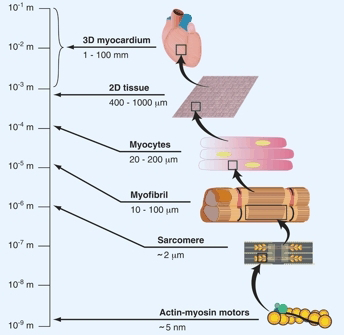 10⁻¹ m
3D myocardium
1 - 100 mm
10⁻² m
10⁻³ m
2D tissue
400 - 1000 μm
10⁻⁴ m
Myocytes
20 - 200 μm
10⁻⁵ m
Myofibril
10 - 100 μm
10⁻⁶ m
Sarcomere
~2 μm
10⁻⁷ m
10⁻⁸ m
Actin-myosin motors
~5 nm
10⁻⁹ m